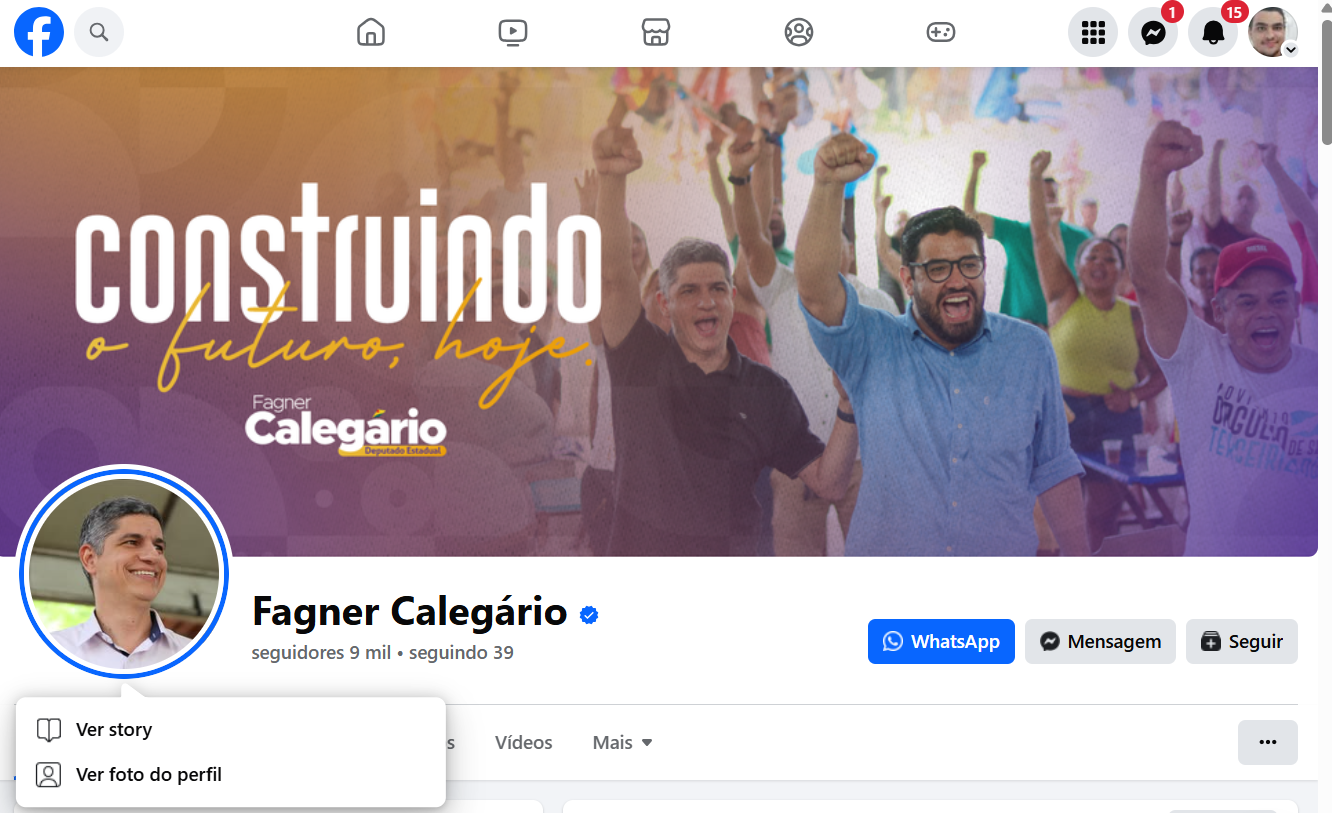 1
15
construindo
o futuro, hoje.
Fagner
Calegário
Deputado Estadual
ORGULHO
Fagner Calegário
seguidores 9 mil • seguindo 39
WhatsApp
Mensagem
Seguir
Ver story
Ver foto do perfil
s
Vídeos
Mais